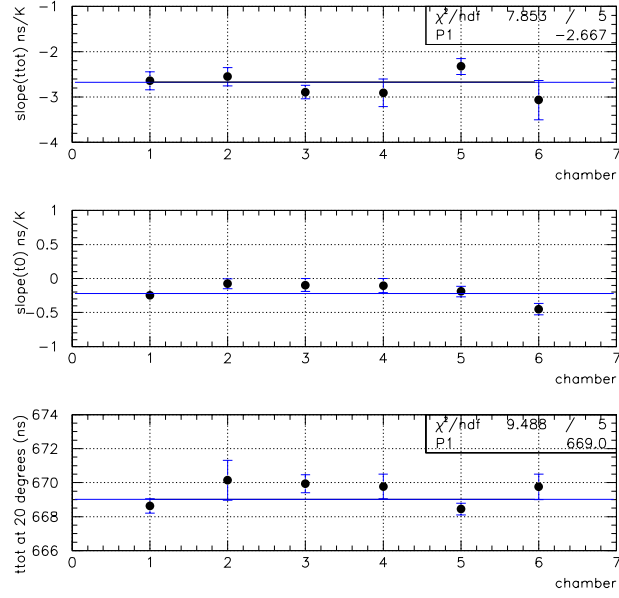 χ²/ndf 7.853 / 5
P1 −2.667
slope(ttot) ns/K
−1
−2
−3
−4
0 1 2 3 4 5 6 7
chamber
slope(t0) ns/K
1
0.5
0
−0.5
−1
0 1 2 3 4 5 6 7
chamber
χ²/ndf 9.488 / 5
P1 669.0
ttot at 20 degrees (ns)
674
672
670
668
666
0 1 2 3 4 5 6 7
chamber